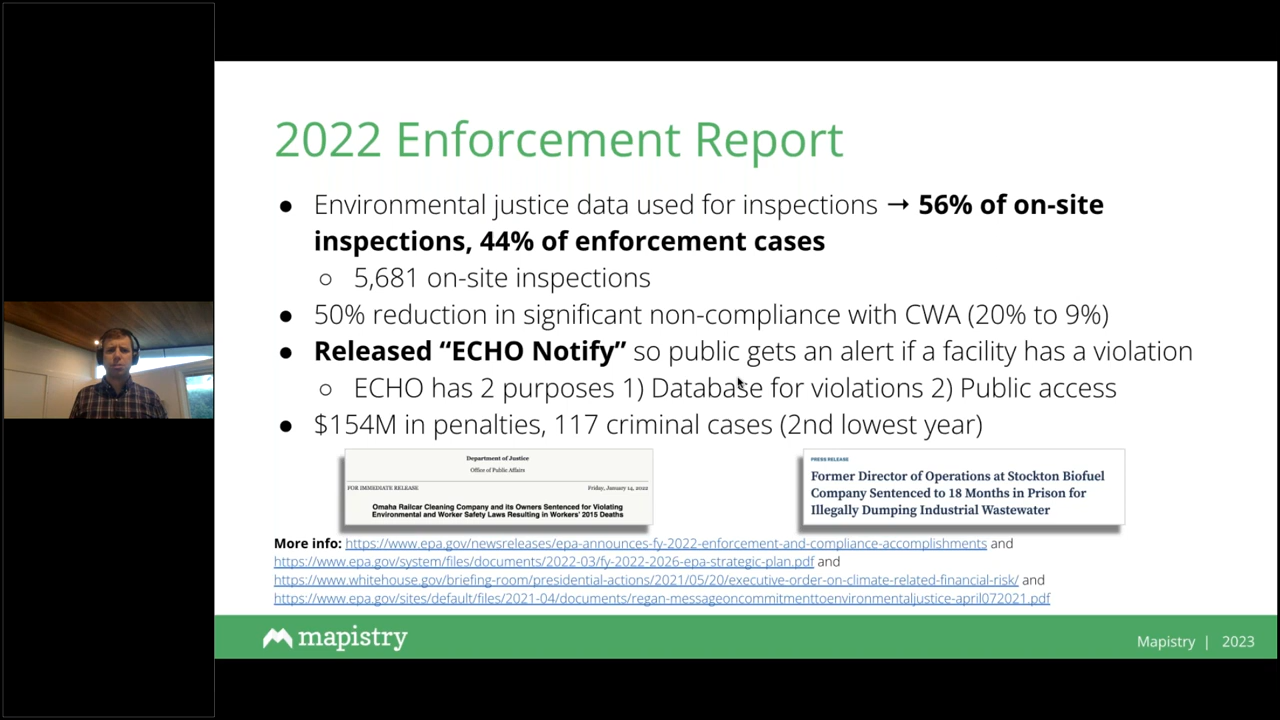 2022 Enforcement Report
● Environmental justice data used for inspections → 56% of on-site
inspections, 44% of enforcement cases
○ 5,681 on-site inspections
● 50% reduction in significant non-compliance with CWA (20% to 9%)
● Released “ECHO Notify” so public gets an alert if a facility has a violation
○ ECHO has 2 purposes 1) Database for violations 2) Public access
● $154M in penalties, 117 criminal cases (2nd lowest year)
Department of Justice
Office of Public Affairs
FOR IMMEDIATE RELEASE Friday, January 14, 2022
Omaha Railcar Cleaning Company and its Owners Sentenced for Violating
Environmental and Worker Safety Laws Resulting in Workers' 2015 Deaths
PRESS RELEASE
Former Director of Operations at Stockton Biofuel
Company Sentenced to 18 Months in Prison for
Illegally Dumping Industrial Wastewater
More info: https://www.epa.gov/newsreleases/epa-announces-fy-2022-enforcement-and-compliance-accomplishments and
https://www.epa.gov/system/files/documents/2022-03/fy-2022-2026-epa-strategic-plan.pdf and
https://www.whitehouse.gov/briefing-room/presidential-actions/2021/05/20/executive-order-on-climate-related-financial-risk/ and
https://www.epa.gov/sites/default/files/2021-04/documents/regan-messageoncommitmenttoenvironmentaljustice-april072021.pdf
mapistry
Mapistry | 2023